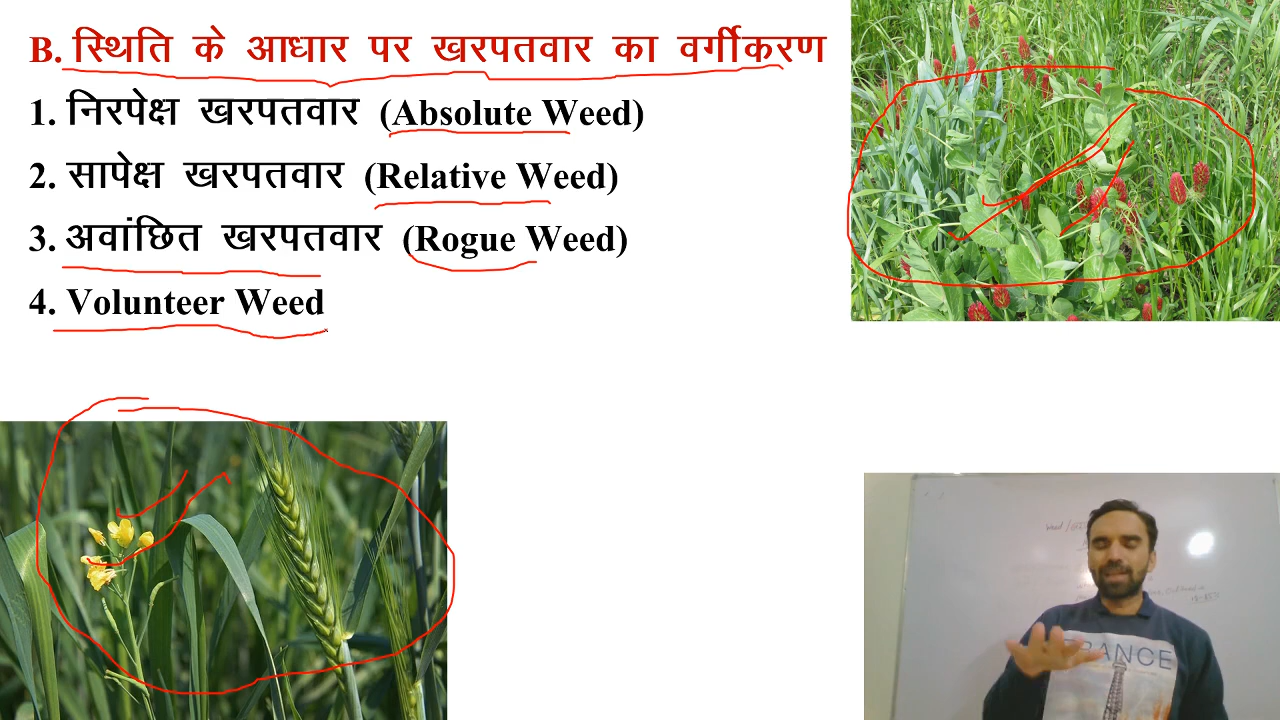 B. स्थिति के आधार पर खरपतवार का वर्गीकरण
1. निरपेक्ष खरपतवार (Absolute Weed)
2. सापेक्ष खरपतवार (Relative Weed)
3. अवांछित खरपतवार (Rogue Weed)
4. Volunteer Weed
FRANCE